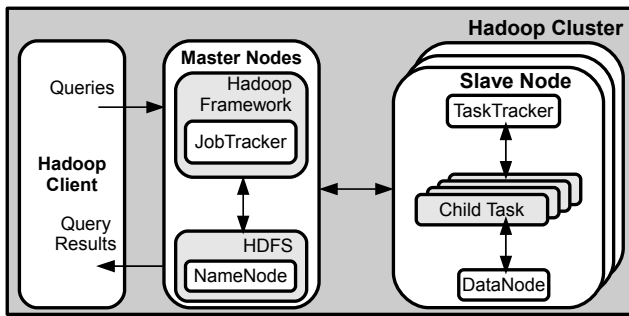 Hadoop Cluster
Queries
Hadoop
Client
Query
Results
Master Nodes
Hadoop
Framework
JobTracker
HDFS
NameNode
Slave Node
TaskTracker
Child Task
DataNode